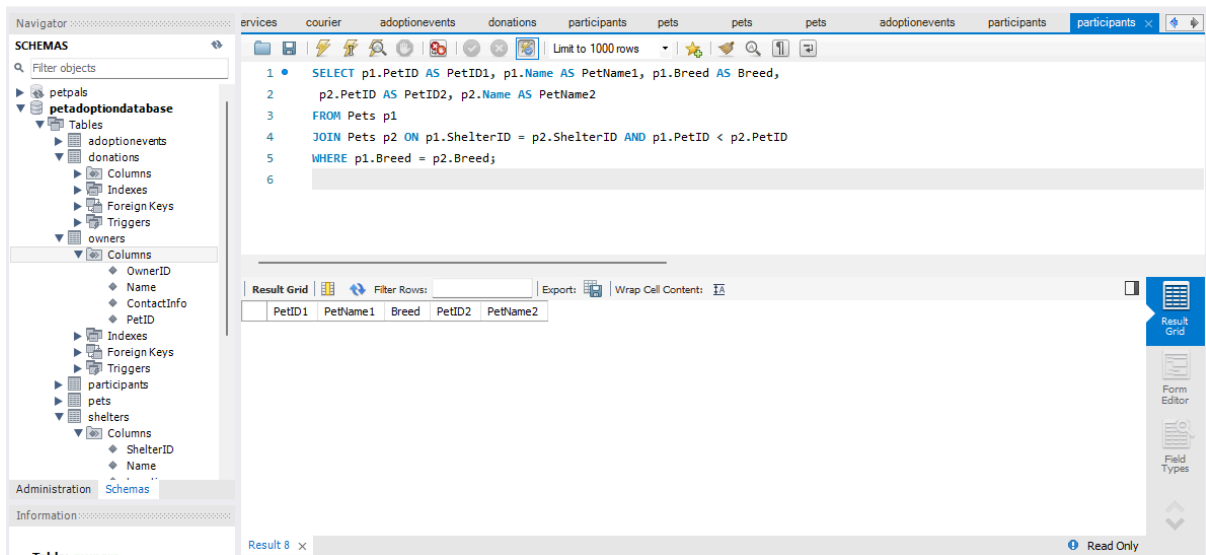 Navigator
ervices courier adoptionevents donations participants pets pets pets adoptionevents participants participants
SCHEMAS
Filter objects
Limit to 1000 rows
petpals
petadoptiondatabase
Tables
adoptionevents
donations
Columns
Indexes
Foreign Keys
Triggers
owners
Columns
OwnerID
Name
ContactInfo
PetID
Indexes
Foreign Keys
Triggers
participants
pets
shelters
Columns
ShelterID
Name
Administration Schemas
Information
1 SELECT p1.PetID AS PetID1, p1.Name AS PetName1, p1.Breed AS Breed,
2 p2.PetID AS PetID2, p2.Name AS PetName2
3 FROM Pets p1
4 JOIN Pets p2 ON p1.ShelterID = p2.ShelterID AND p1.PetID < p2.PetID
5 WHERE p1.Breed = p2.Breed;
6
Result Grid Filter Rows: Export: Wrap Cell Content:
PetID1 PetName1 Breed PetID2 PetName2
Result
Grid
Form
Editor
Field
Types
Result 8
Read Only